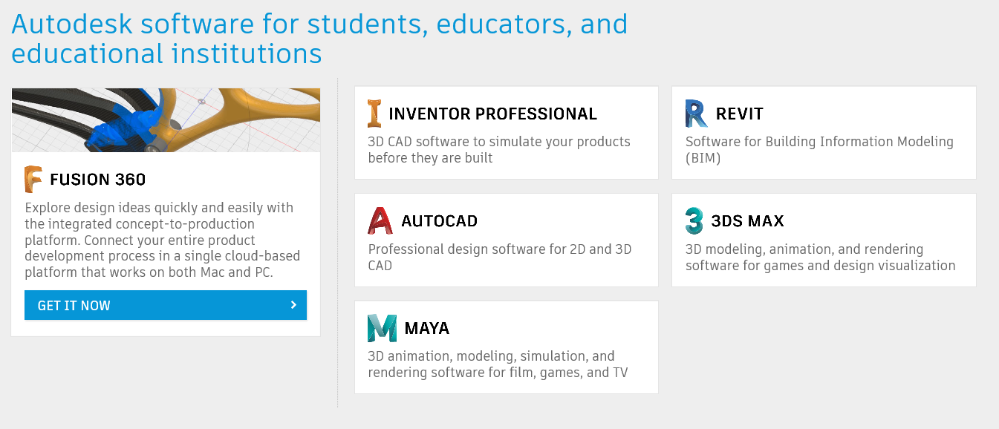 Autodesk software for students, educators, and
educational institutions
FUSION 360
Explore design ideas quickly and easily with
the integrated concept-to-production
platform. Connect your entire product
development process in a single cloud-based
platform that works on both Mac and PC.
GET IT NOW
INVENTOR PROFESSIONAL
3D CAD software to simulate your products
before they are built
REVIT
Software for Building Information Modeling
(BIM)
AUTOCAD
Professional design software for 2D and 3D
CAD
3DS MAX
3D modeling, animation, and rendering
software for games and design visualization
MAYA
3D animation, modeling, simulation, and
rendering software for film, games, and TV